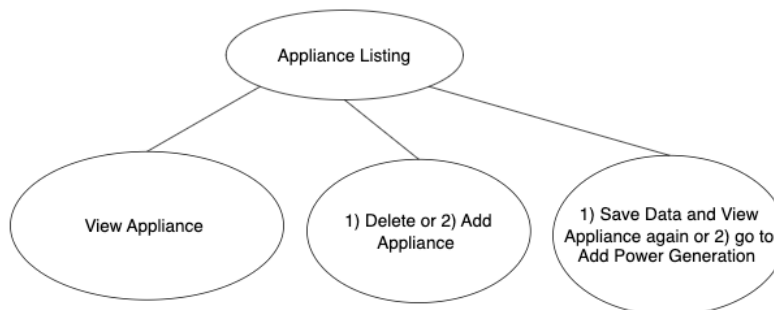 Appliance Listing
View Appliance
1) Delete or 2) Add
Appliance
1) Save Data and View
Appliance again or 2) go to
Add Power Generation